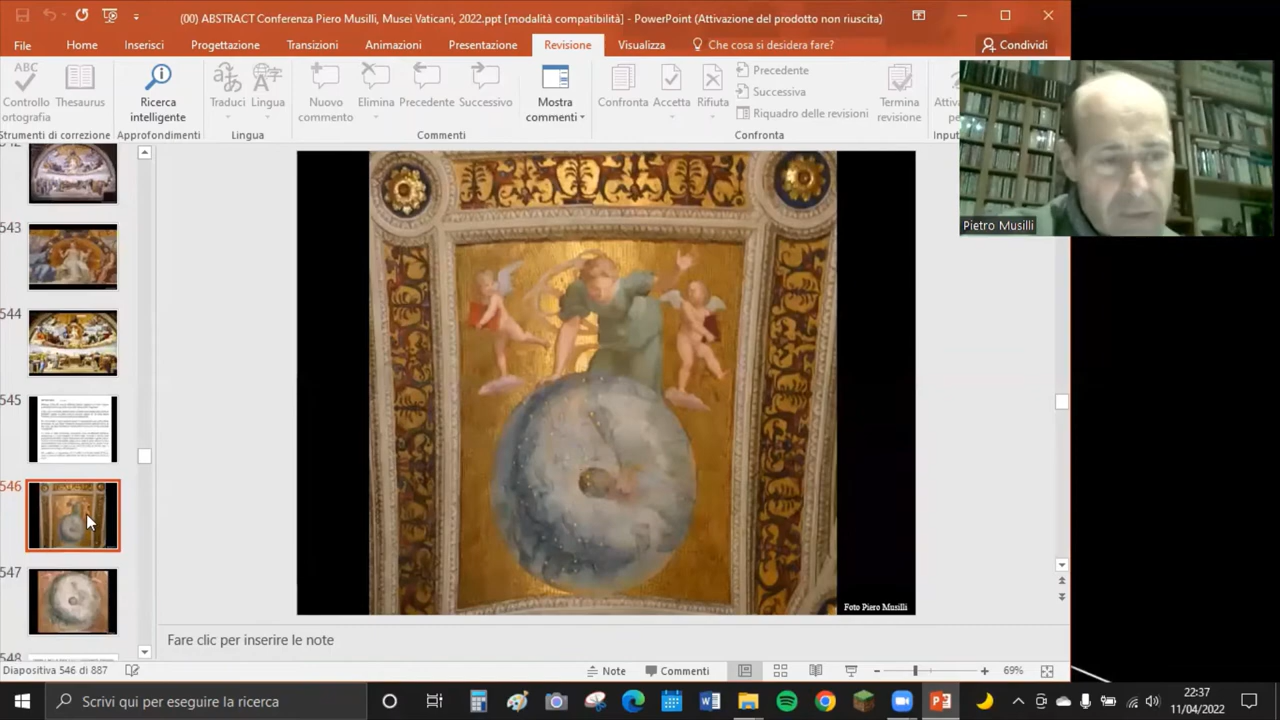 (00) ABSTRACT Conferenza Piero Musilli, Musei Vaticani, 2022.ppt [modalità compatibilità] - PowerPoint (Attivazione del prodotto non riuscita)
File Home Inserisci Progettazione Transizioni Animazioni Presentazione Revisione Visualizza Che cosa si desidera fare? Condividi
ABC
Controllo ortografia
Thesaurus
Ricerca intelligente
Traduci
Lingua
Nuovo commento
Elimina
Precedente
Successivo
Mostra commenti
Confronta
Accetta
Rifiuta
Precedente
Successiva
Riquadro delle revisioni
Termina revisione
Strumenti di correzione Approfondimenti Lingua Commenti Confronta
Pietro Musilli
543
544
545
546
547
Foto Piero Musilli
Fare clic per inserire le note
Diapositiva 546 di 887 Note Commenti 69%
Scrivi qui per eseguire la ricerca
22:37
11/04/2022